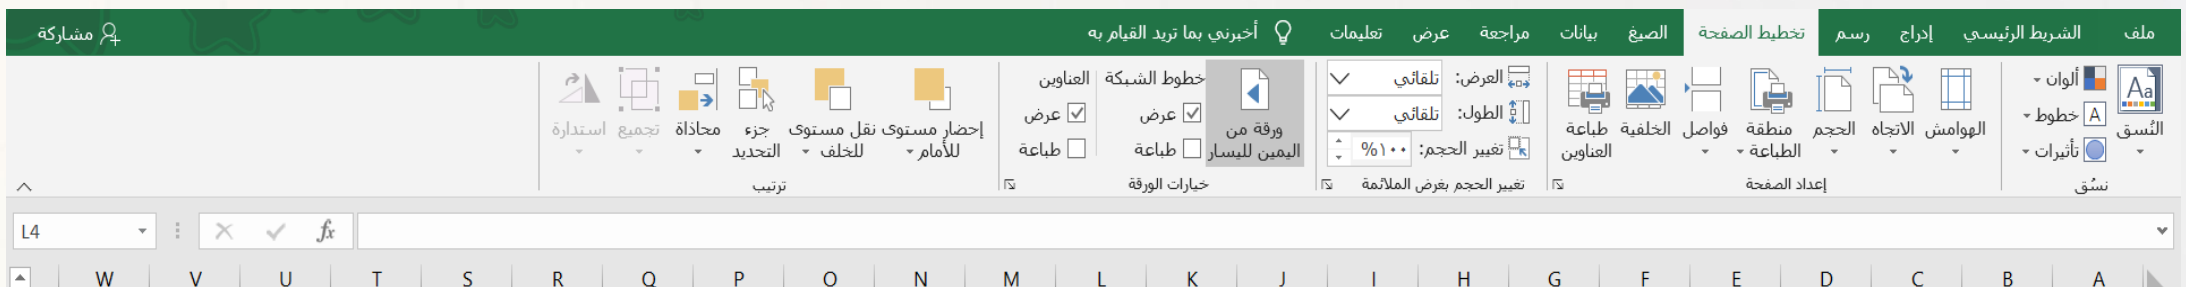 ملف الشريط الرئيسي إدراج رسم تخطيط الصفحة الصيغ بيانات مراجعة عرض تعليمات أخبرني بما تريد القيام به مشاركة
النُسق
ألوان
خطوط
تأثيرات
نسُق
الهوامش
الاتجاه
الحجم
منطقة
الطباعة
فواصل
الخلفية
طباعة
العناوين
إعداد الصفحة
العرض: تلقائي
الطول: تلقائي
تغيير الحجم: %١٠٠
تغيير الحجم بغرض الملائمة
ورقة من
اليمين لليسار
خطوط الشبكة
عرض
طباعة
العناوين
عرض
طباعة
خيارات الورقة
إحضار مستوى
للأمام
نقل مستوى
للخلف
جزء
التحديد
محاذاة
تجميع
استدارة
ترتيب
L4
fx
A B C D E F G H I J K L M N O P Q R S T U V W